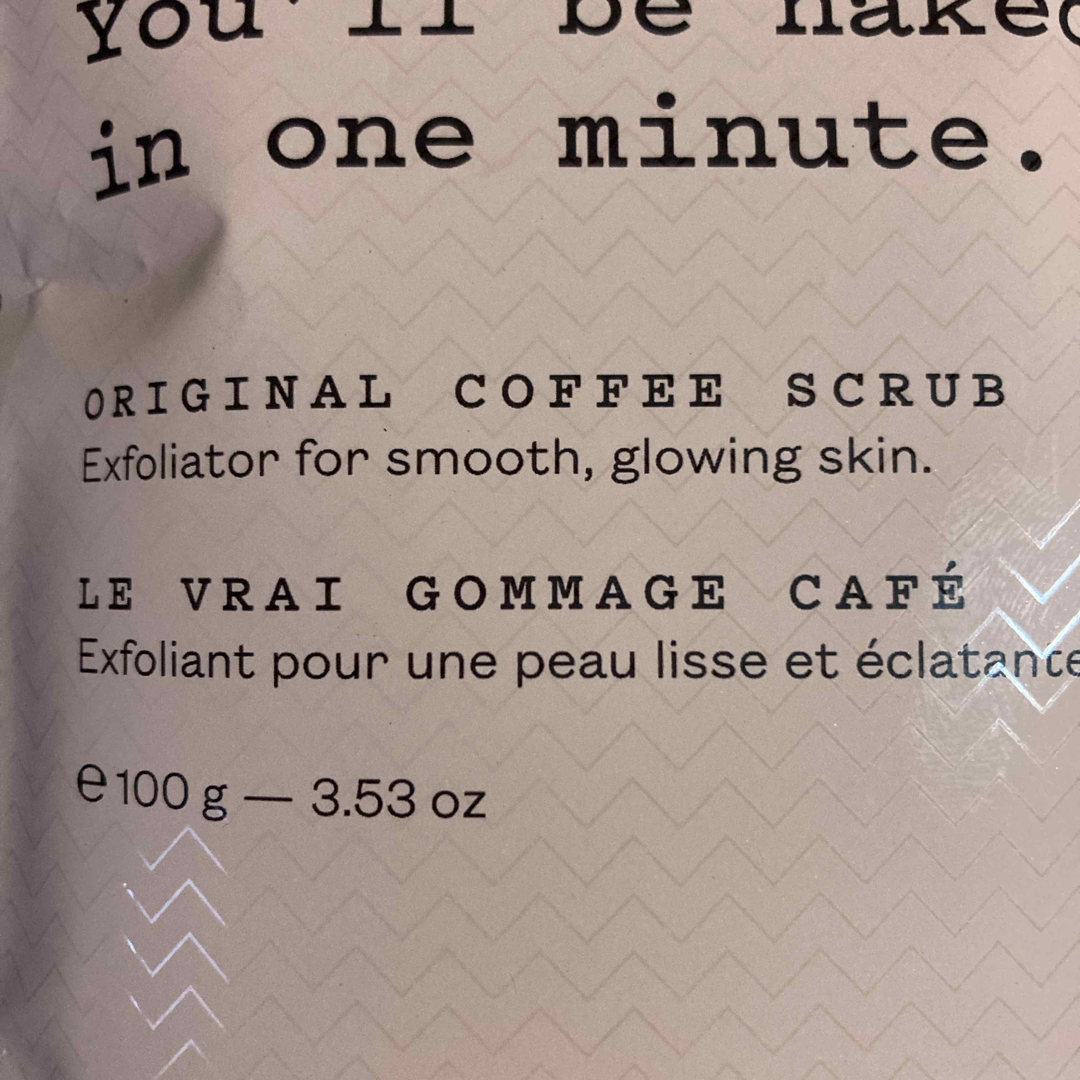 You'll be naked
in one minute.
ORIGINAL COFFEE SCRUB
Exfoliator for smooth, glowing skin.
LE VRAI GOMMAGE CAFÉ
Exfoliant pour une peau lisse et éclatante
℮100 g — 3.53 oz